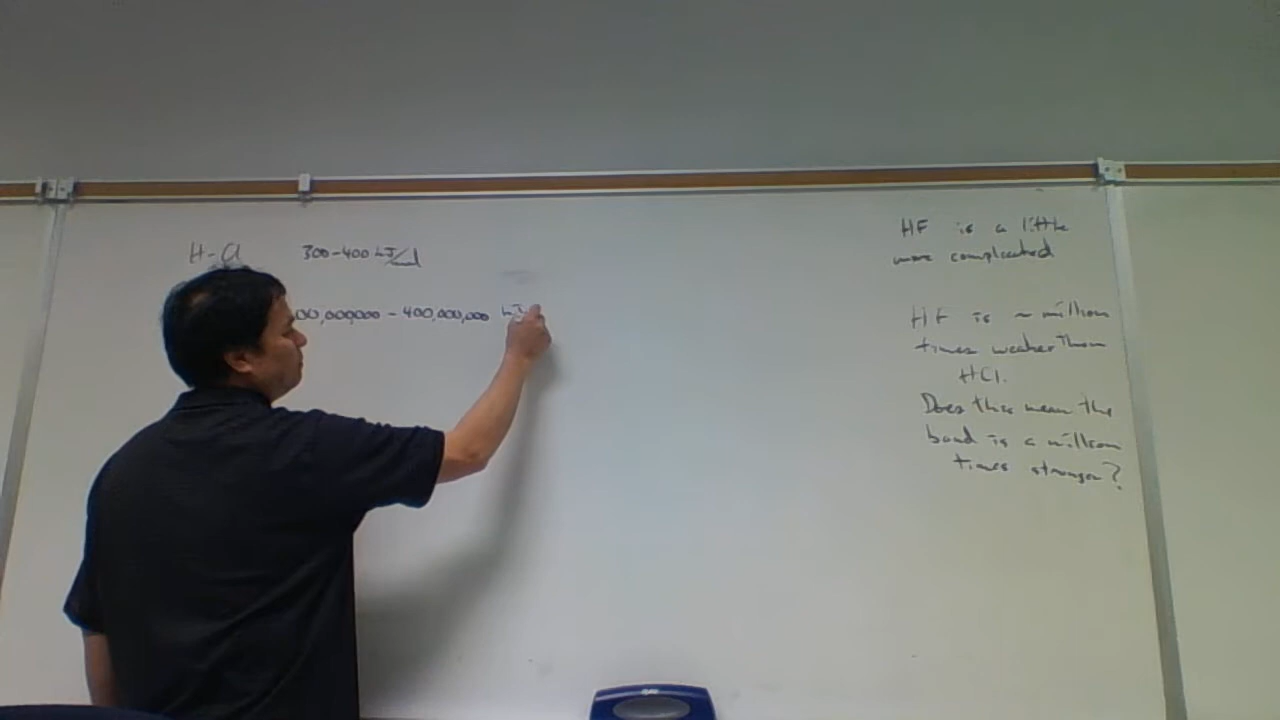 H-Cl 300-400 kJ/mol
00,000,000 - 400,000,000 kJ
HF is a little
more complicated
HF is ~ million
times weaker than
HCl.
Does this mean the
bond is a million
times stronger?